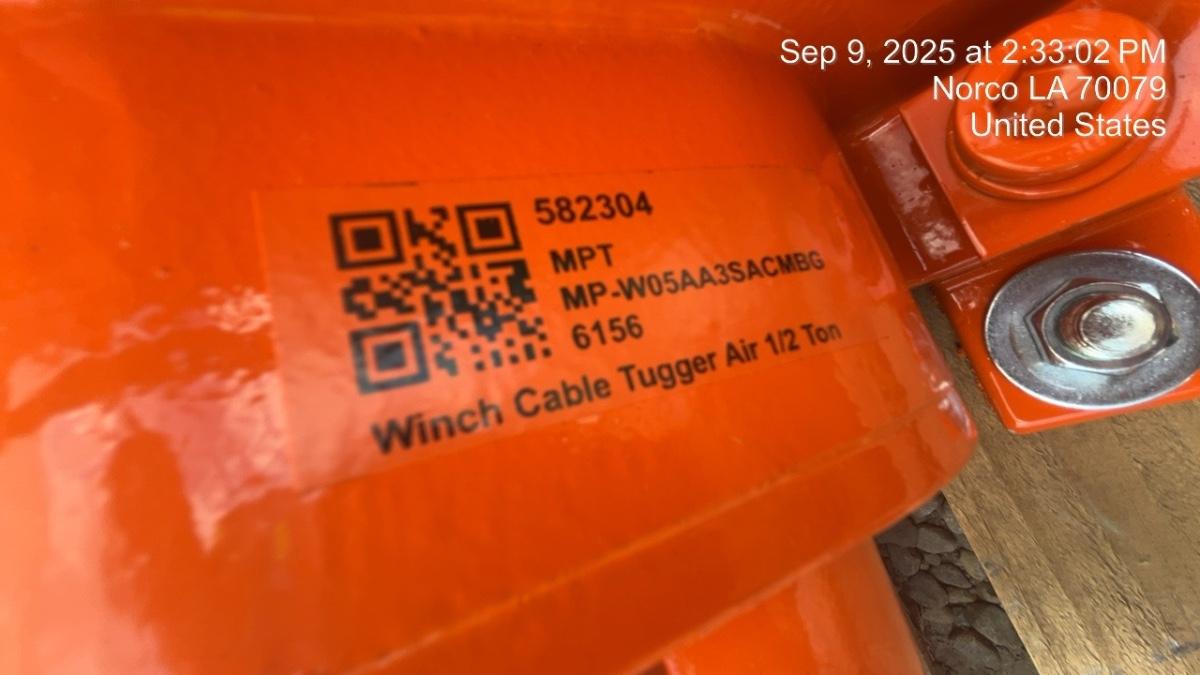 Sep 9, 2025 at 2:33:02 PM
Norco LA 70079
United States
582304
MPT
MP-W05AA3SACMBG
6156
Winch Cable Tugger Air 1/2 Ton